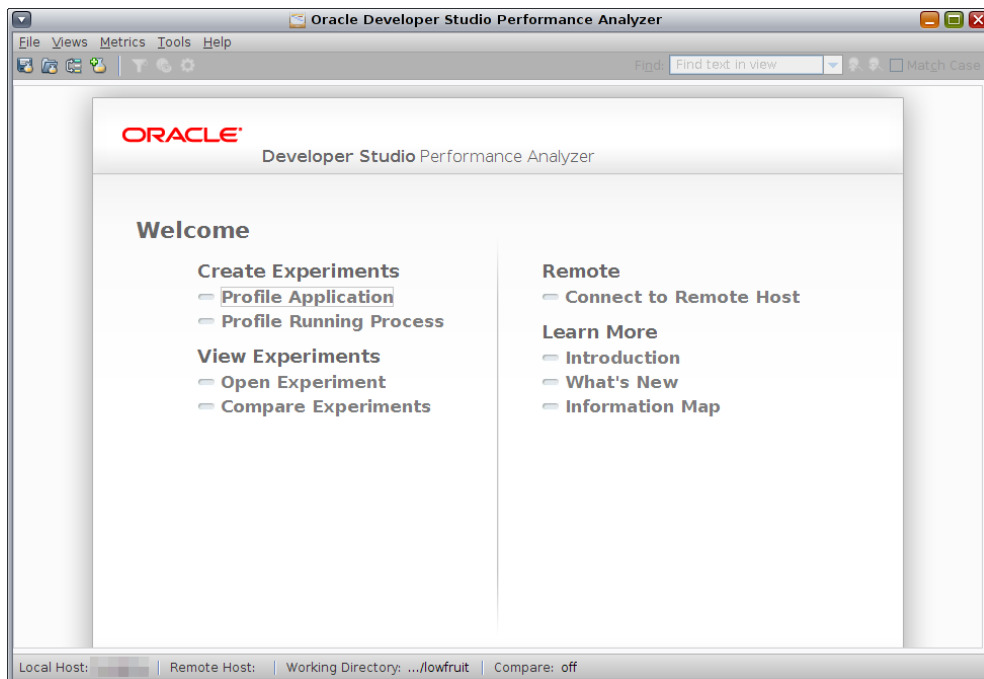 Oracle Developer Studio Performance Analyzer
File Views Metrics Tools Help
Find: Find text in view Match Case
ORACLE®
Developer Studio Performance Analyzer
Welcome
Create Experiments
Profile Application
Profile Running Process
View Experiments
Open Experiment
Compare Experiments
Remote
Connect to Remote Host
Learn More
Introduction
What's New
Information Map
Local Host: Remote Host: Working Directory: .../lowfruit Compare: off